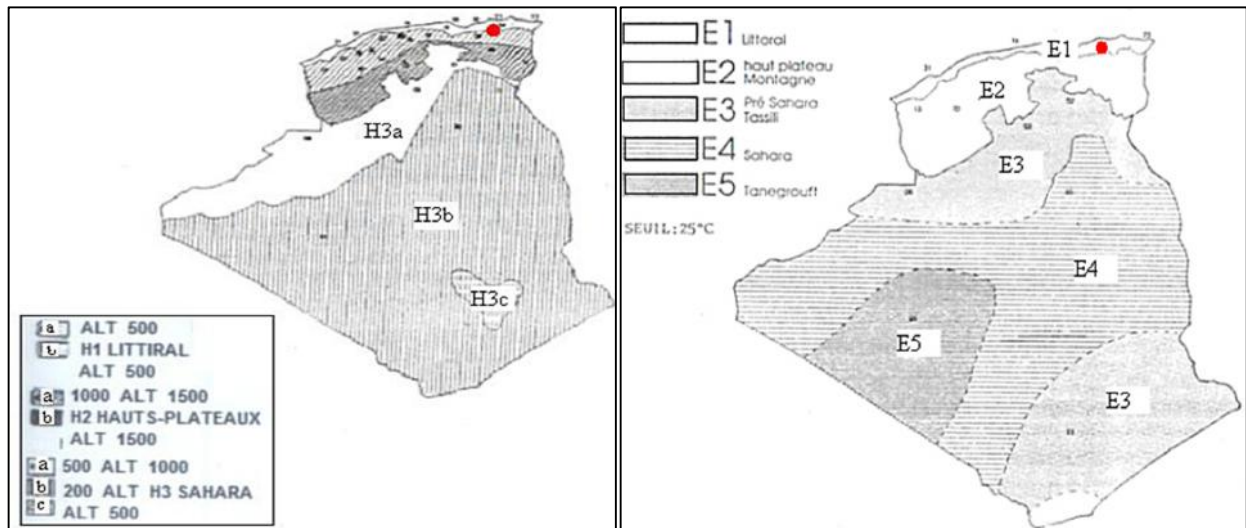 H3a
H3b
H3c
a ALT 500
b H1 LITTIRAL
ALT 500
a 1000 ALT 1500
b H2 HAUTS-PLATEAUX
ALT 1500
a 500 ALT 1000
b 200 ALT H3 SAHARA
c ALT 500
E1 Littoral
E2 haut plateau
Montagne
E3 Pré Sahara
Tassili
E4 Sahara
E5 Tanegrouft
SEUIL:25°C
E1
E2
E3
E4
E5
E3